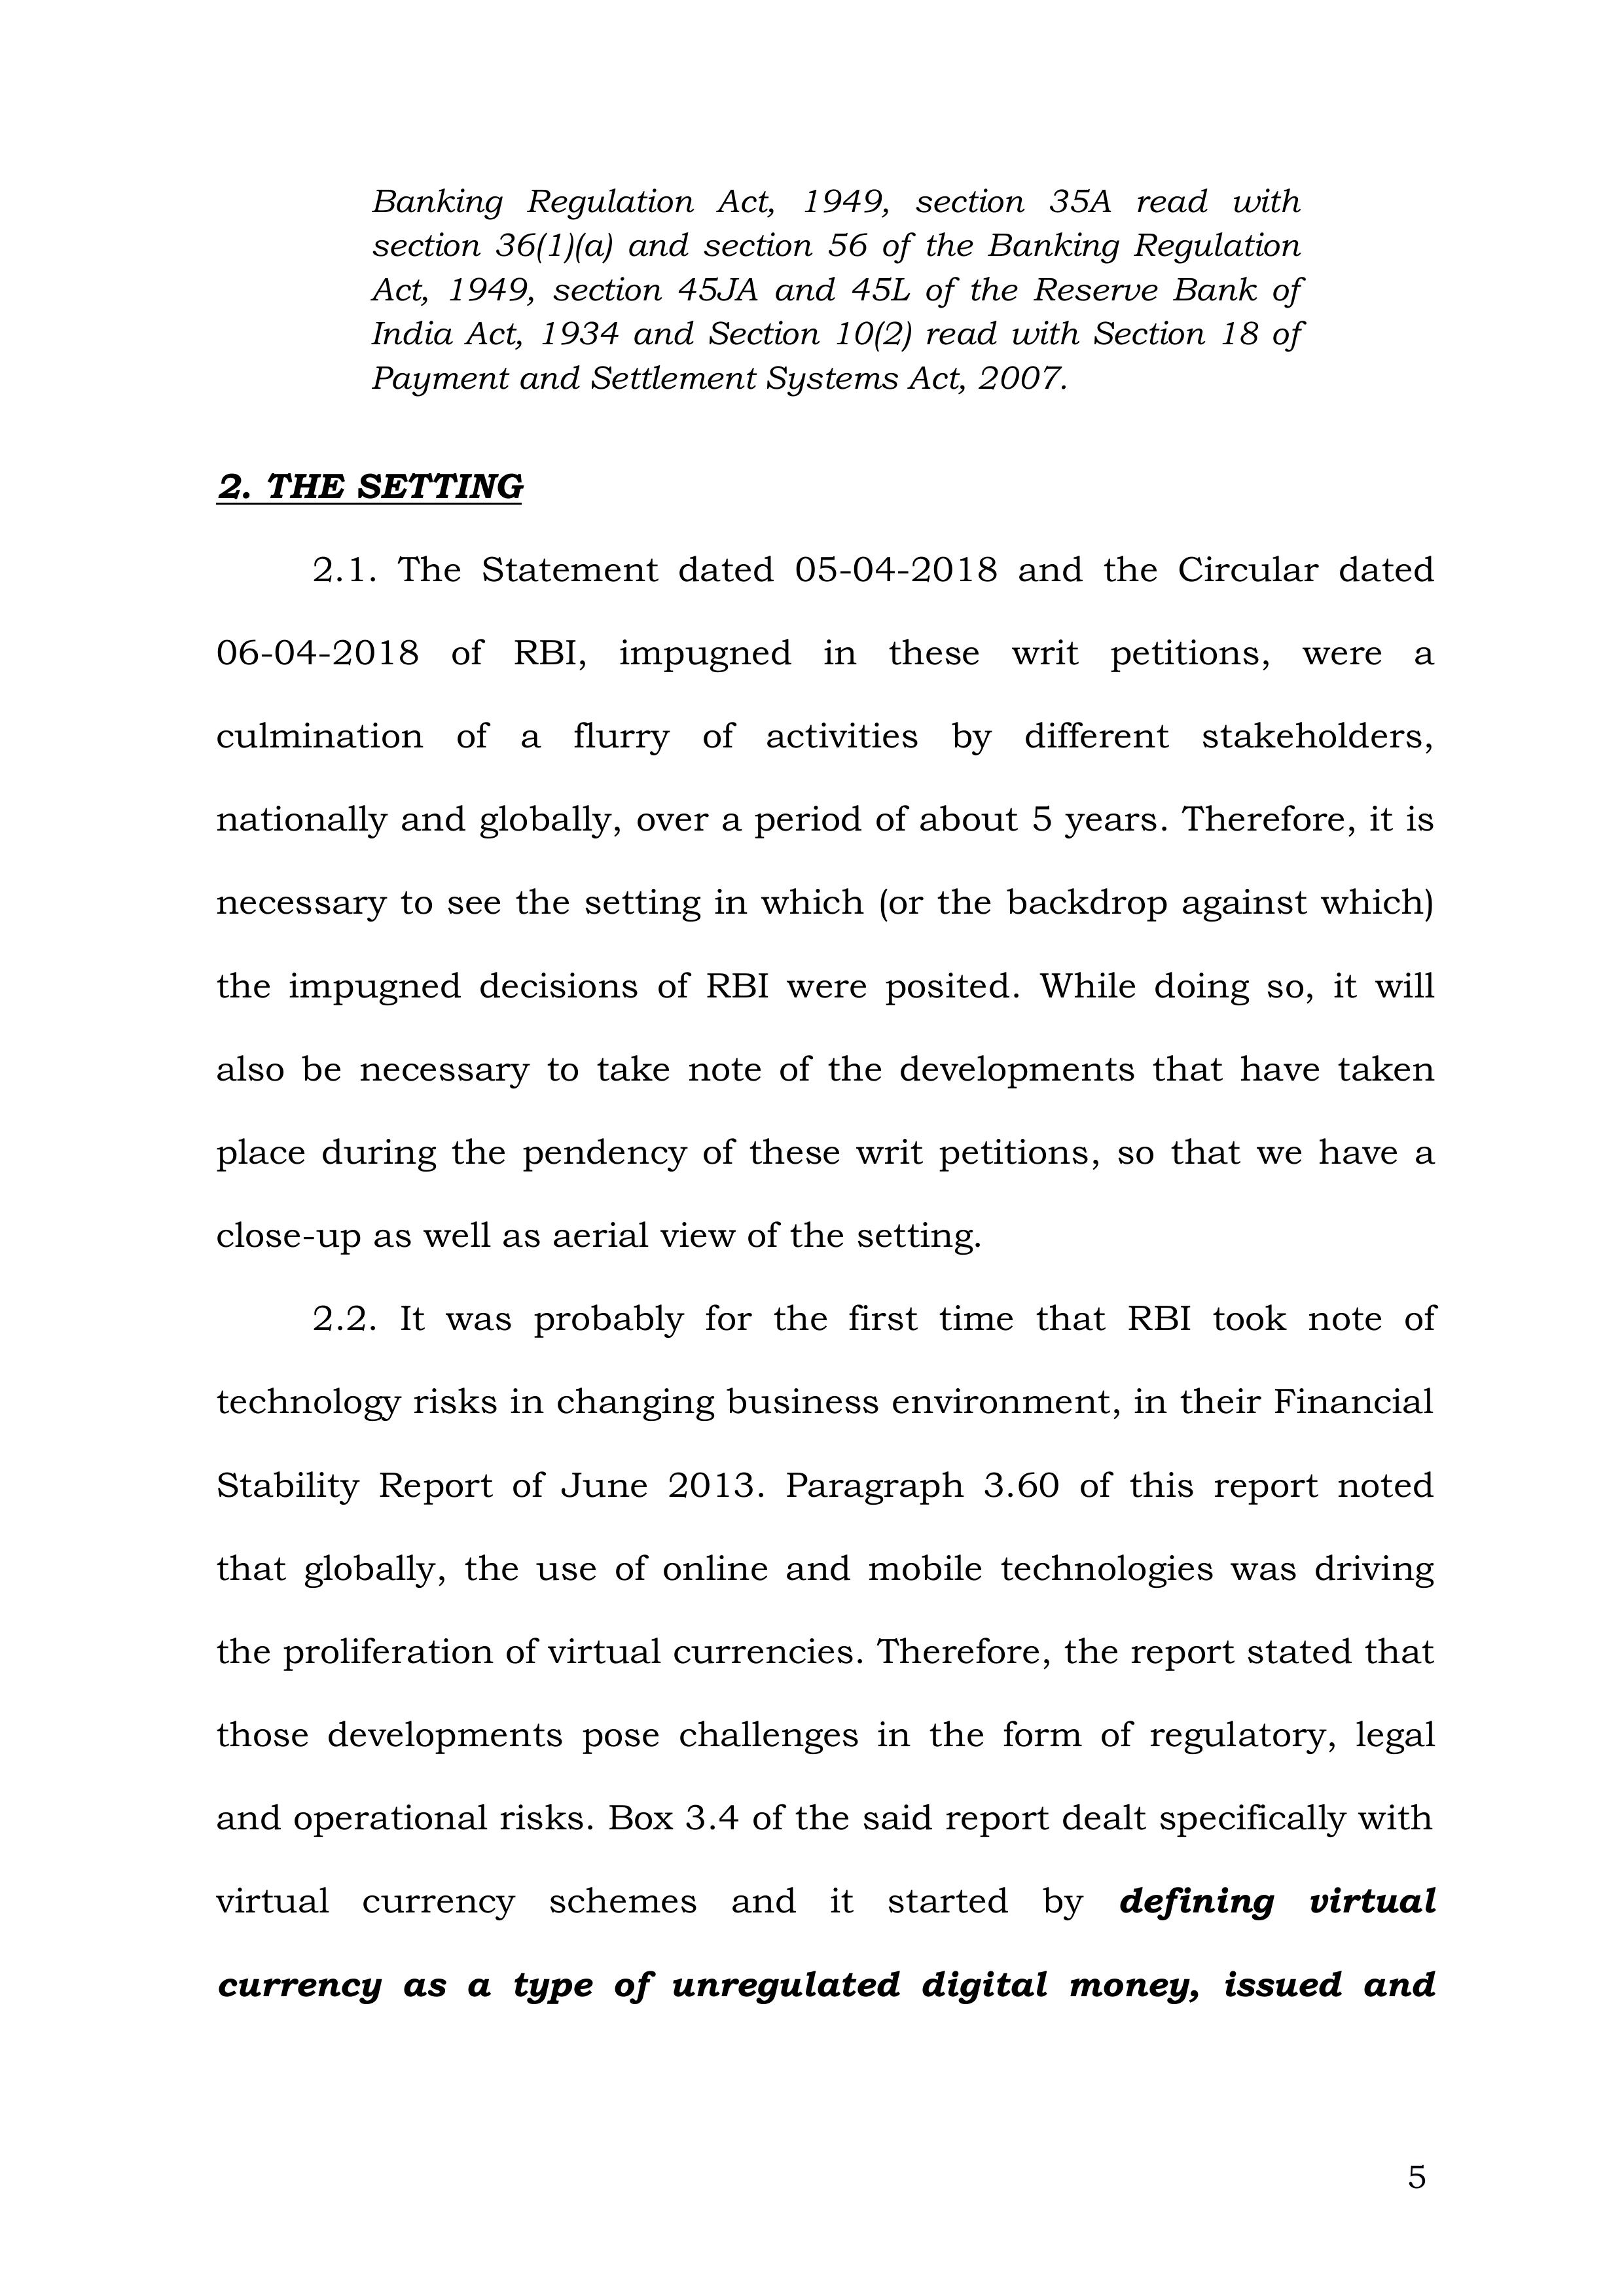 Banking Regulation Act, 1949, section 35A read with
section 36(1)(a) and section 56 of the Banking Regulation
Act, 1949, section 45JA and 45L of the Reserve Bank of
India Act, 1934 and Section 10(2) read with Section 18 of
Payment and Settlement Systems Act, 2007.
2. THE SETTING
2.1. The Statement dated 05-04-2018 and the Circular dated
06-04-2018 of RBI, impugned in these writ petitions, were a
culmination of a flurry of activities by different stakeholders,
nationally and globally, over a period of about 5 years. Therefore, it is
necessary to see the setting in which (or the backdrop against which)
the impugned decisions of RBI were posited. While doing so, it will
also be necessary to take note of the developments that have taken
place during the pendency of these writ petitions, so that we have a
close-up as well as aerial view of the setting.
2.2. It was probably for the first time that RBI took note of
technology risks in changing business environment, in their Financial
Stability Report of June 2013. Paragraph 3.60 of this report noted
that globally, the use of online and mobile technologies was driving
the proliferation of virtual currencies. Therefore, the report stated that
those developments pose challenges in the form of regulatory, legal
and operational risks. Box 3.4 of the said report dealt specifically with
virtual currency schemes and it started by defining virtual
currency as a type of unregulated digital money, issued and
5